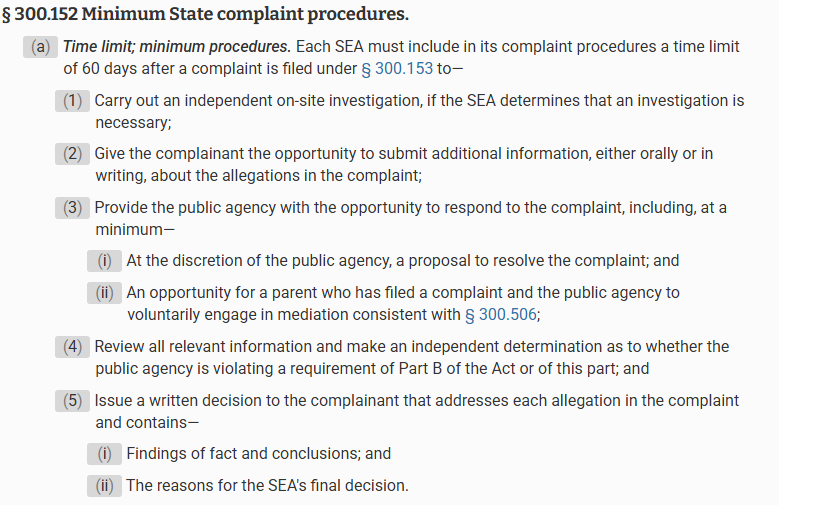 § 300.152 Minimum State complaint procedures.
(a) Time limit; minimum procedures. Each SEA must include in its complaint procedures a time limit
of 60 days after a complaint is filed under § 300.153 to—
(1) Carry out an independent on-site investigation, if the SEA determines that an investigation is
necessary;
(2) Give the complainant the opportunity to submit additional information, either orally or in
writing, about the allegations in the complaint;
(3) Provide the public agency with the opportunity to respond to the complaint, including, at a
minimum—
(i) At the discretion of the public agency, a proposal to resolve the complaint; and
(ii) An opportunity for a parent who has filed a complaint and the public agency to
voluntarily engage in mediation consistent with § 300.506;
(4) Review all relevant information and make an independent determination as to whether the
public agency is violating a requirement of Part B of the Act or of this part; and
(5) Issue a written decision to the complainant that addresses each allegation in the complaint
and contains—
(i) Findings of fact and conclusions; and
(ii) The reasons for the SEA's final decision.